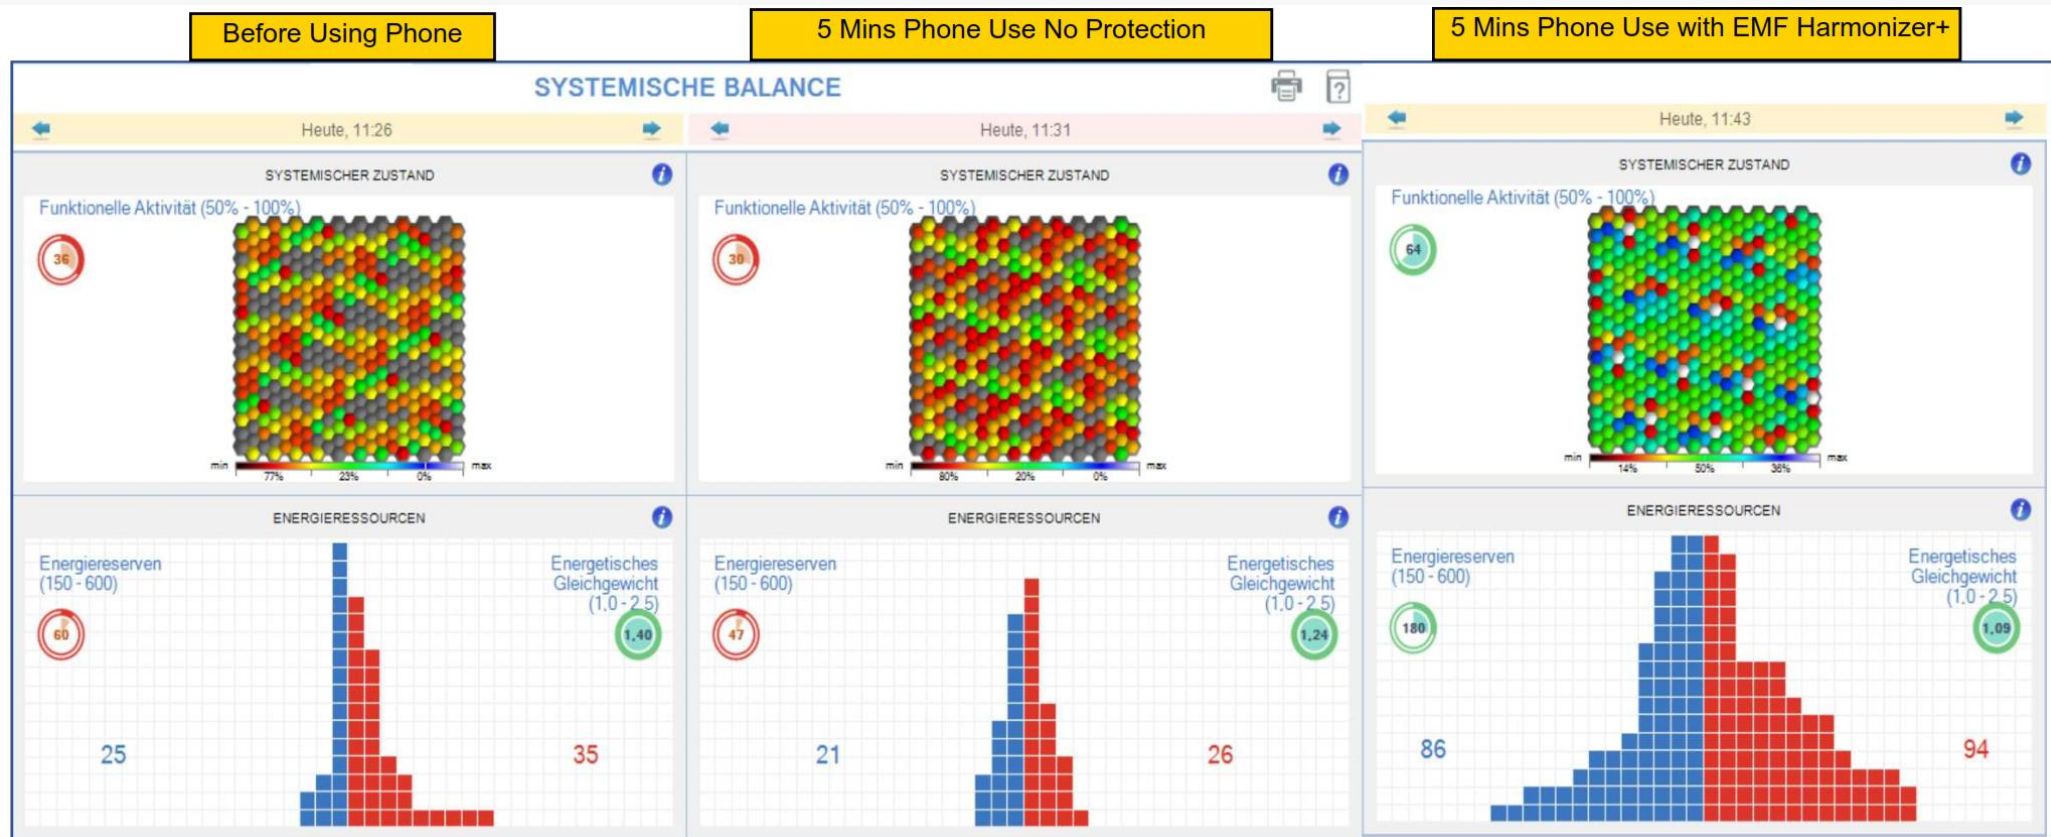 Before Using Phone
5 Mins Phone Use No Protection
5 Mins Phone Use with EMF Harmonizer+
SYSTEMISCHE BALANCE
?
Heute, 11:26
Heute, 11:31
Heute, 11:43
SYSTEMISCHER ZUSTAND
i
Funktionelle Aktivität (50% - 100%)
36
min
max
77%
23%
0%
SYSTEMISCHER ZUSTAND
i
Funktionelle Aktivität (50% - 100%)
30
min
max
80%
20%
0%
SYSTEMISCHER ZUSTAND
i
Funktionelle Aktivität (50% - 100%)
64
min
max
14%
50%
36%
ENERGIERESSOURCEN
i
Energiereserven
(150 - 600)
60
Energetisches
Gleichgewicht
(1.0 - 2.5)
1,40
25
35
ENERGIERESSOURCEN
i
Energiereserven
(150 - 600)
47
Energetisches
Gleichgewicht
(1.0 - 2.5)
1,24
21
26
ENERGIERESSOURCEN
i
Energiereserven
(150 - 600)
180
Energetisches
Gleichgewicht
(1.0 - 2.5)
1,09
86
94